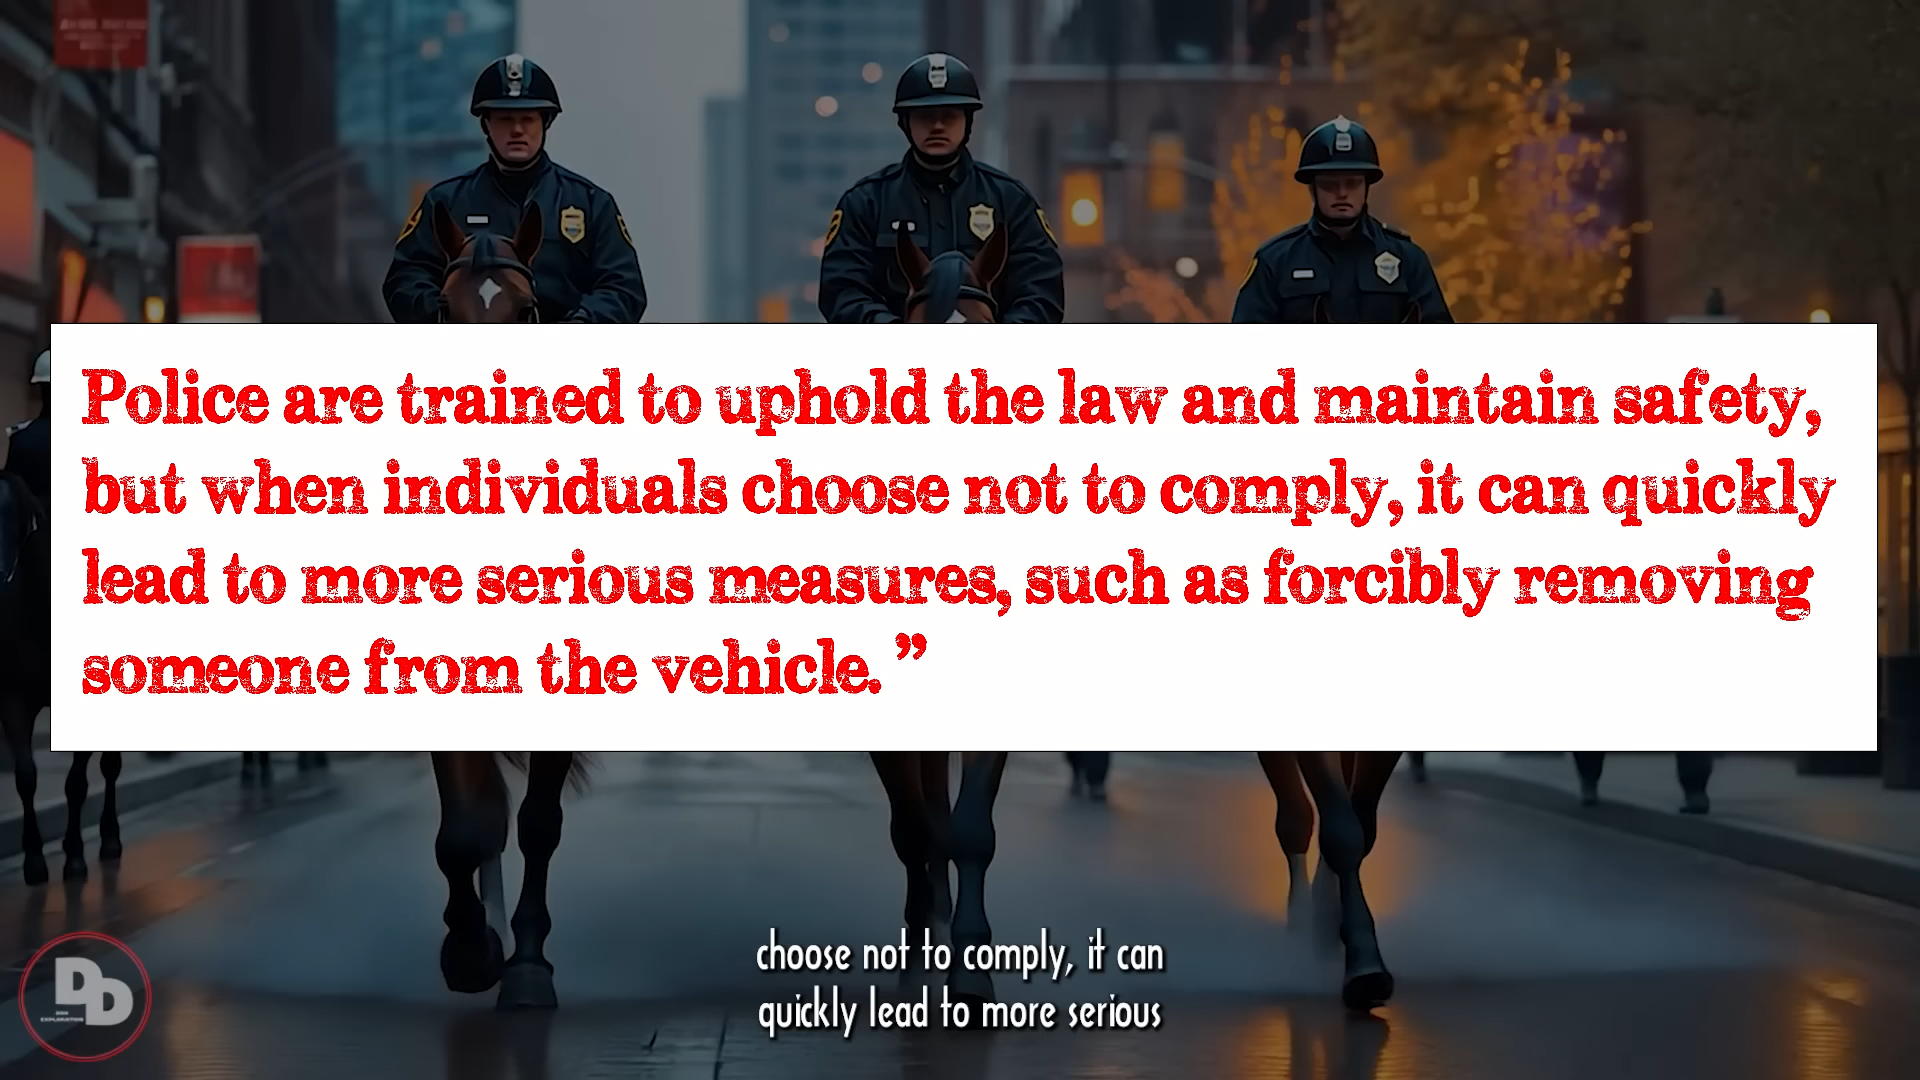 Police are trained to uphold the law and maintain safety,
but when individuals choose not to comply, it can quickly
lead to more serious measures, such as forcibly removing
someone from the vehicle. ”
choose not to comply, it can
quickly lead to more serious
DD